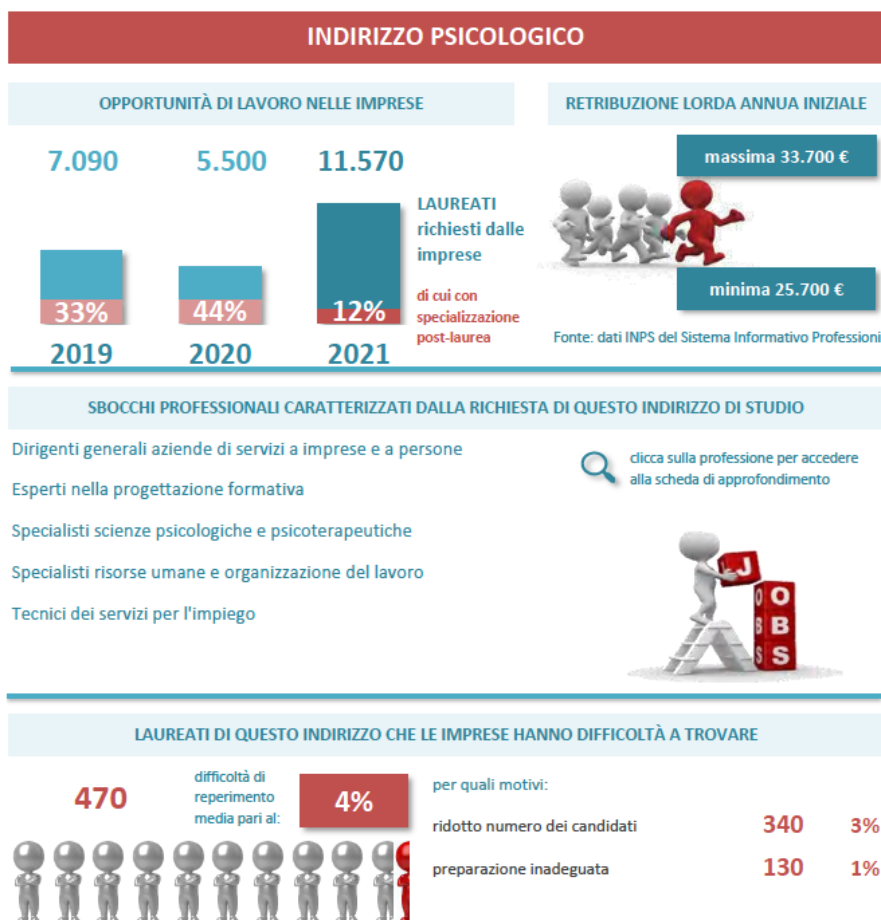 INDIRIZZO PSICOLOGICO
OPPORTUNITÀ DI LAVORO NELLE IMPRESE
7.090
5.500
11.570
LAUREATI
richiesti dalle
imprese
di cui con
specializzazione
post-laurea
33%
44%
12%
2019
2020
2021
RETRIBUZIONE LORDA ANNUA INIZIALE
massima 33.700 €
minima 25.700 €
Fonte: dati INPS del Sistema Informativo Professioni
SBOCCHI PROFESSIONALI CARATTERIZZATI DALLA RICHIESTA DI QUESTO INDIRIZZO DI STUDIO
Dirigenti generali aziende di servizi a imprese e a persone
Esperti nella progettazione formativa
Specialisti scienze psicologiche e psicoterapeutiche
Specialisti risorse umane e organizzazione del lavoro
Tecnici dei servizi per l'impiego
clicca sulla professione per accedere
alla scheda di approfondimento
J
O O
B B
S S
LAUREATI DI QUESTO INDIRIZZO CHE LE IMPRESE HANNO DIFFICOLTÀ A TROVARE
470
difficoltà di
reperimento
media pari al:
4%
per quali motivi:
ridotto numero dei candidati 340 3%
preparazione inadeguata 130 1%